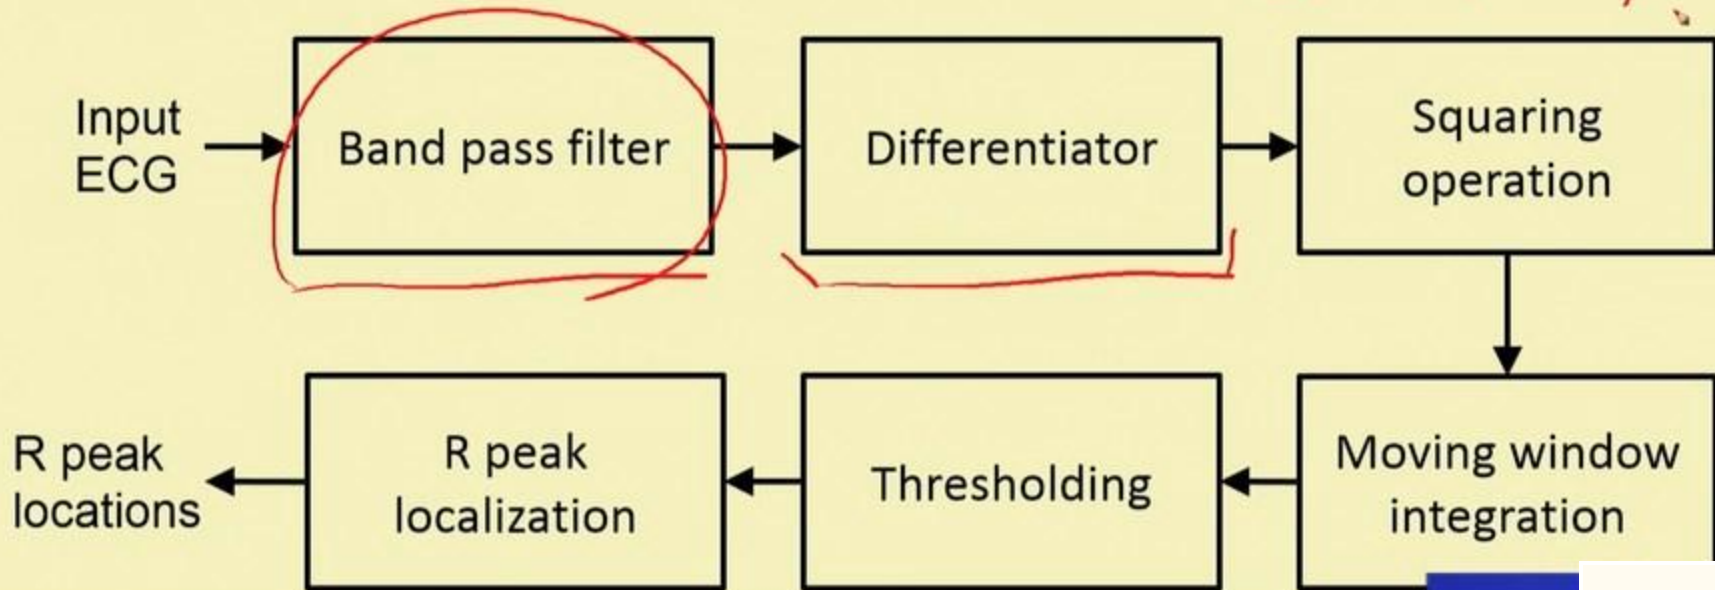 Input
ECG
Band pass filter
Differentiator
Squaring
operation
R peak
locations
R peak
localization
Thresholding
Moving window
integration